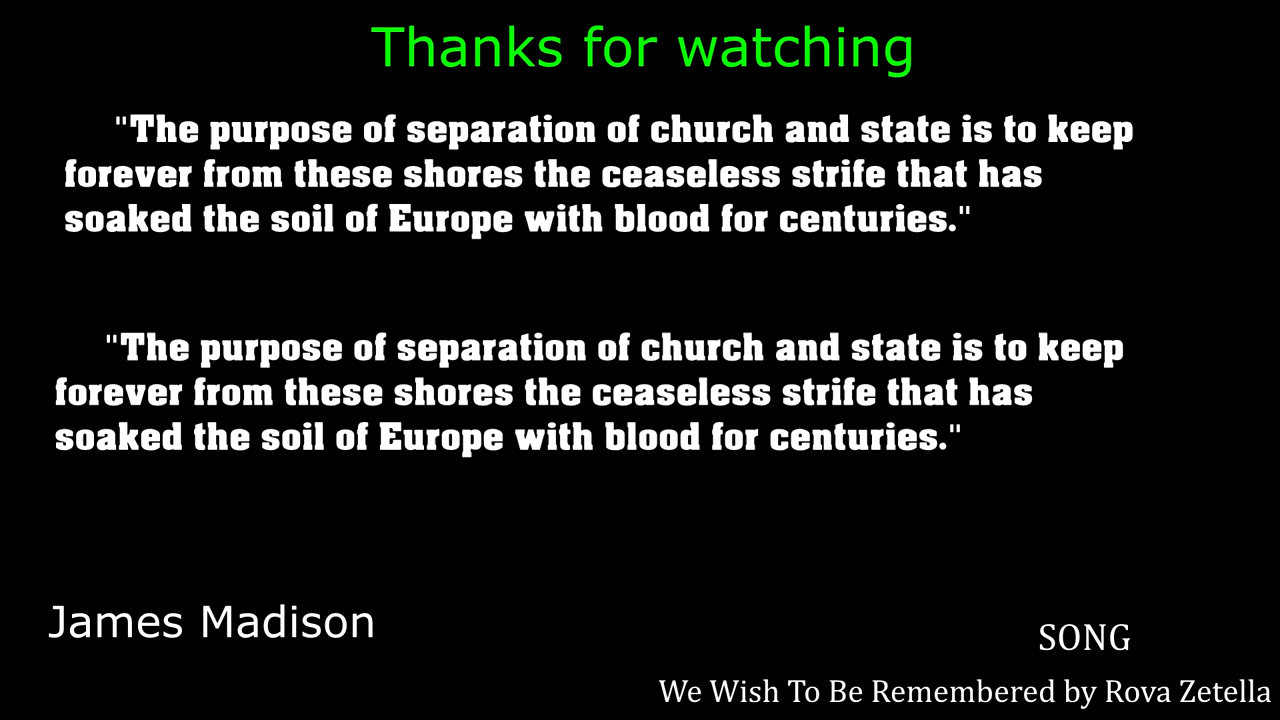 Thanks for watching
"The purpose of separation of church and state is to keep
forever from these shores the ceaseless strife that has
soaked the soil of Europe with blood for centuries."
"The purpose of separation of church and state is to keep
forever from these shores the ceaseless strife that has
soaked the soil of Europe with blood for centuries."
James Madison
SONG
We Wish To Be Remembered by Rova Zetella